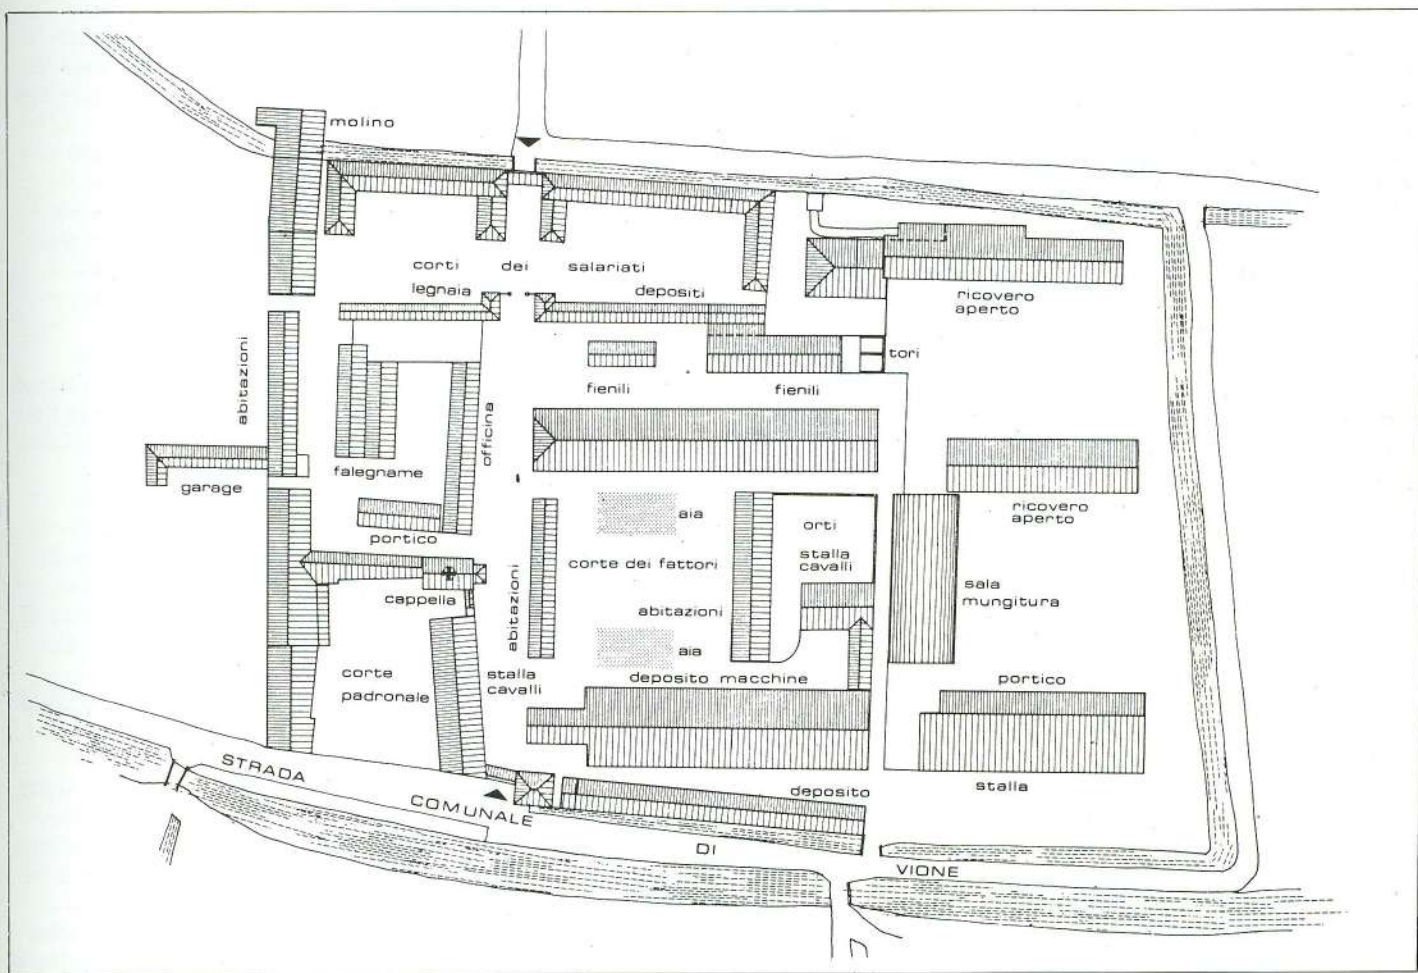 molino
corti dei salariati
legnaia
depositi
ricovero
aperto
tori
abitazioni
fienili
fienili
officina
falegname
garage
portico
aia
orti
ricovero
aperto
stalla
cavalli
corte dei fattori
sala
mungitura
cappella
abitazioni
abitazioni
aia
corte
padronale
stalla
cavalli
deposito macchine
portico
stalla
deposito
STRADA
COMUNALE
DI
VIONE